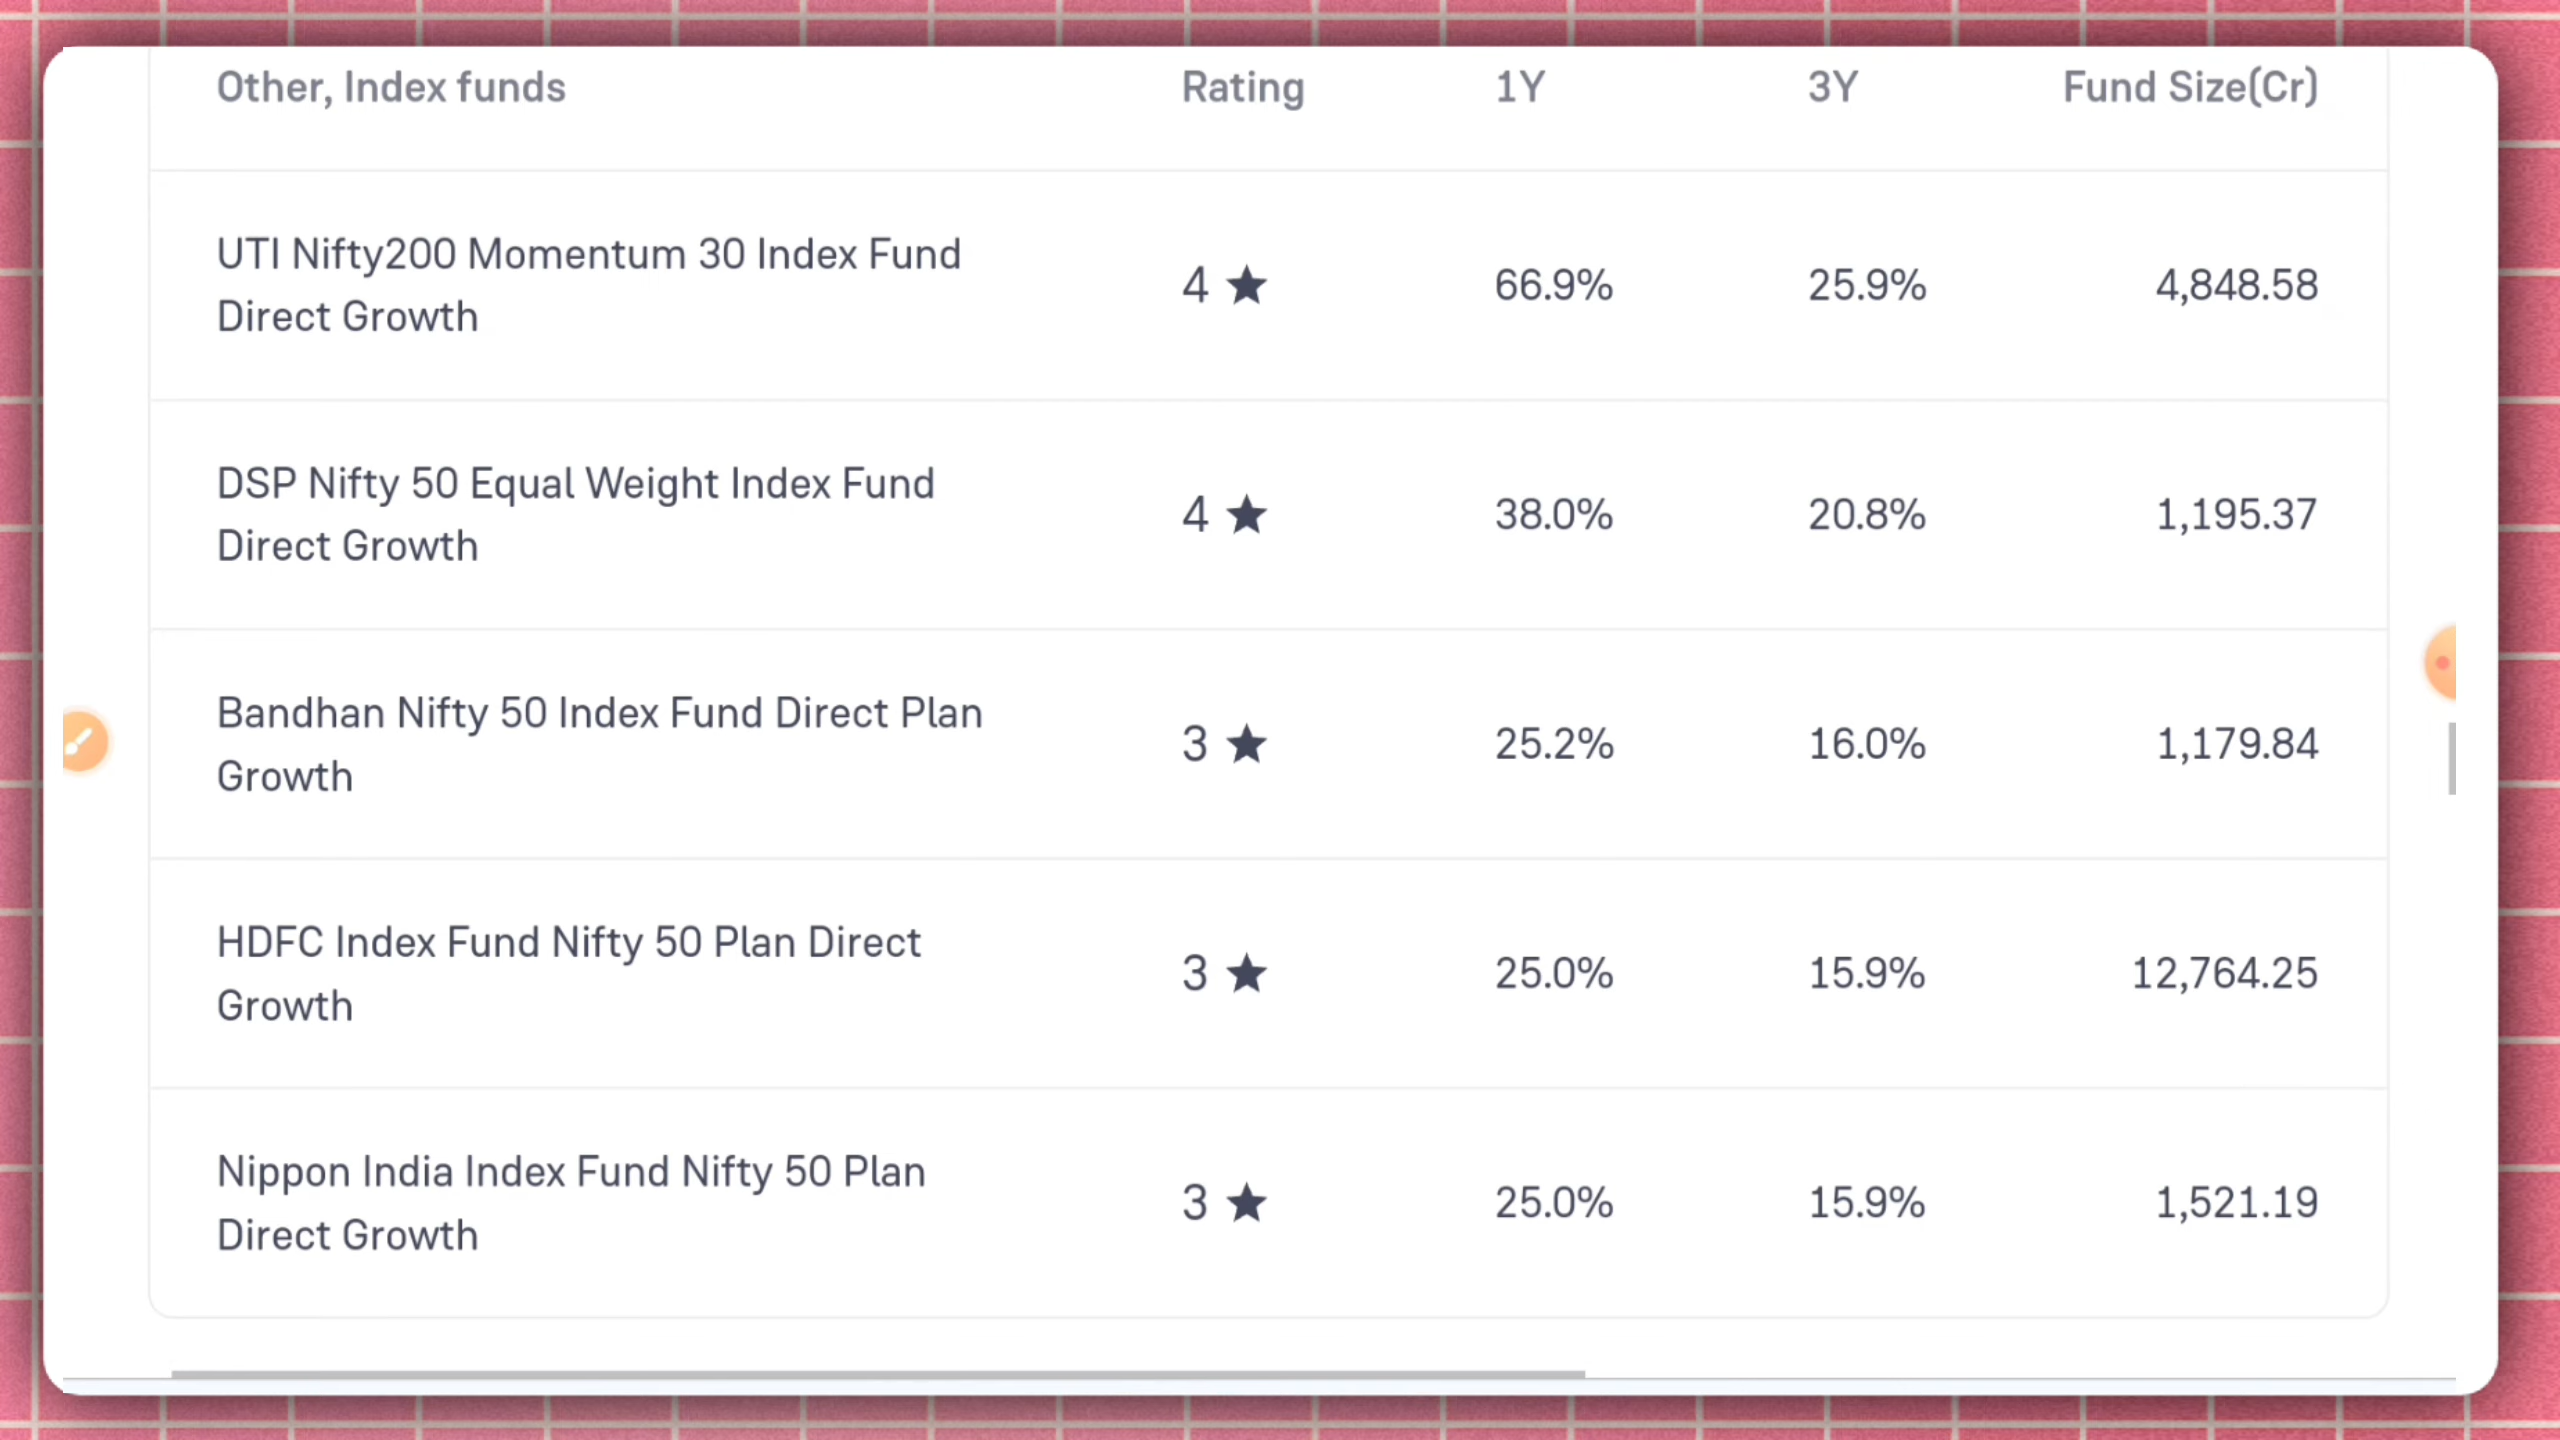 Other, Index funds Rating 1Y 3Y Fund Size(Cr)
UTI Nifty200 Momentum 30 Index Fund
Direct Growth
4 ★ 66.9% 25.9% 4,848.58
DSP Nifty 50 Equal Weight Index Fund
Direct Growth
4 ★ 38.0% 20.8% 1,195.37
Bandhan Nifty 50 Index Fund Direct Plan
Growth
3 ★ 25.2% 16.0% 1,179.84
HDFC Index Fund Nifty 50 Plan Direct
Growth
3 ★ 25.0% 15.9% 12,764.25
Nippon India Index Fund Nifty 50 Plan
Direct Growth
3 ★ 25.0% 15.9% 1,521.19